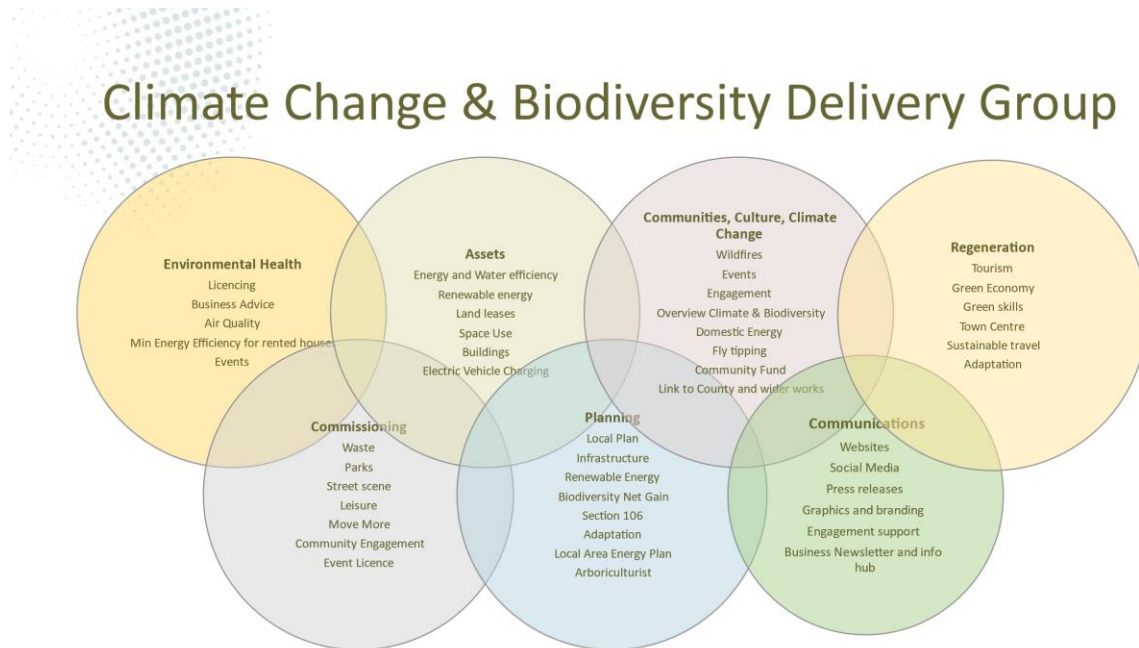 Climate Change & Biodiversity Delivery Group
Environmental Health
Licencing
Business Advice
Air Quality
Min Energy Efficiency for rented house
Events
Assets
Energy and Water efficiency
Renewable energy
Land leases
Space Use
Buildings
Electric Vehicle Charging
Communities, Culture, Climate
Change
Wildfires
Events
Engagement
Overview Climate & Biodiversity
Domestic Energy
Fly tipping
Community Fund
Link to County and wider works
Regeneration
Tourism
Green Economy
Green skills
Town Centre
Sustainable travel
Adaptation
Commissioning
Waste
Parks
Street scene
Leisure
Move More
Community Engagement
Event Licence
Planning
Local Plan
Infrastructure
Renewable Energy
Biodiversity Net Gain
Section 106
Adaptation
Local Area Energy Plan
Arboriculturist
Communications
Websites
Social Media
Press releases
Graphics and branding
Engagement support
Business Newsletter and info
hub